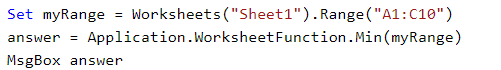 Set myRange = Worksheets("Sheet1").Range("A1:C10")
answer = Application.WorksheetFunction.Min(myRange)
MsgBox answer